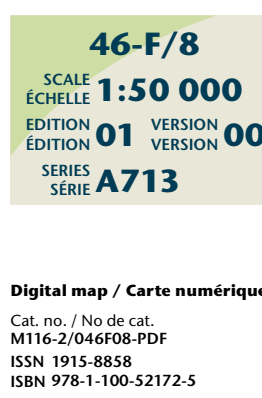 46-F/8
SCALE
ÉCHELLE 1:50 000
EDITION
ÉDITION 01 VERSION
VERSION 00
SERIES
SÉRIE A713
Digital map / Carte numérique
Cat. no. / No de cat.
M116-2/046F08-PDF
ISSN 1915-8858
ISBN 978-1-100-52172-5